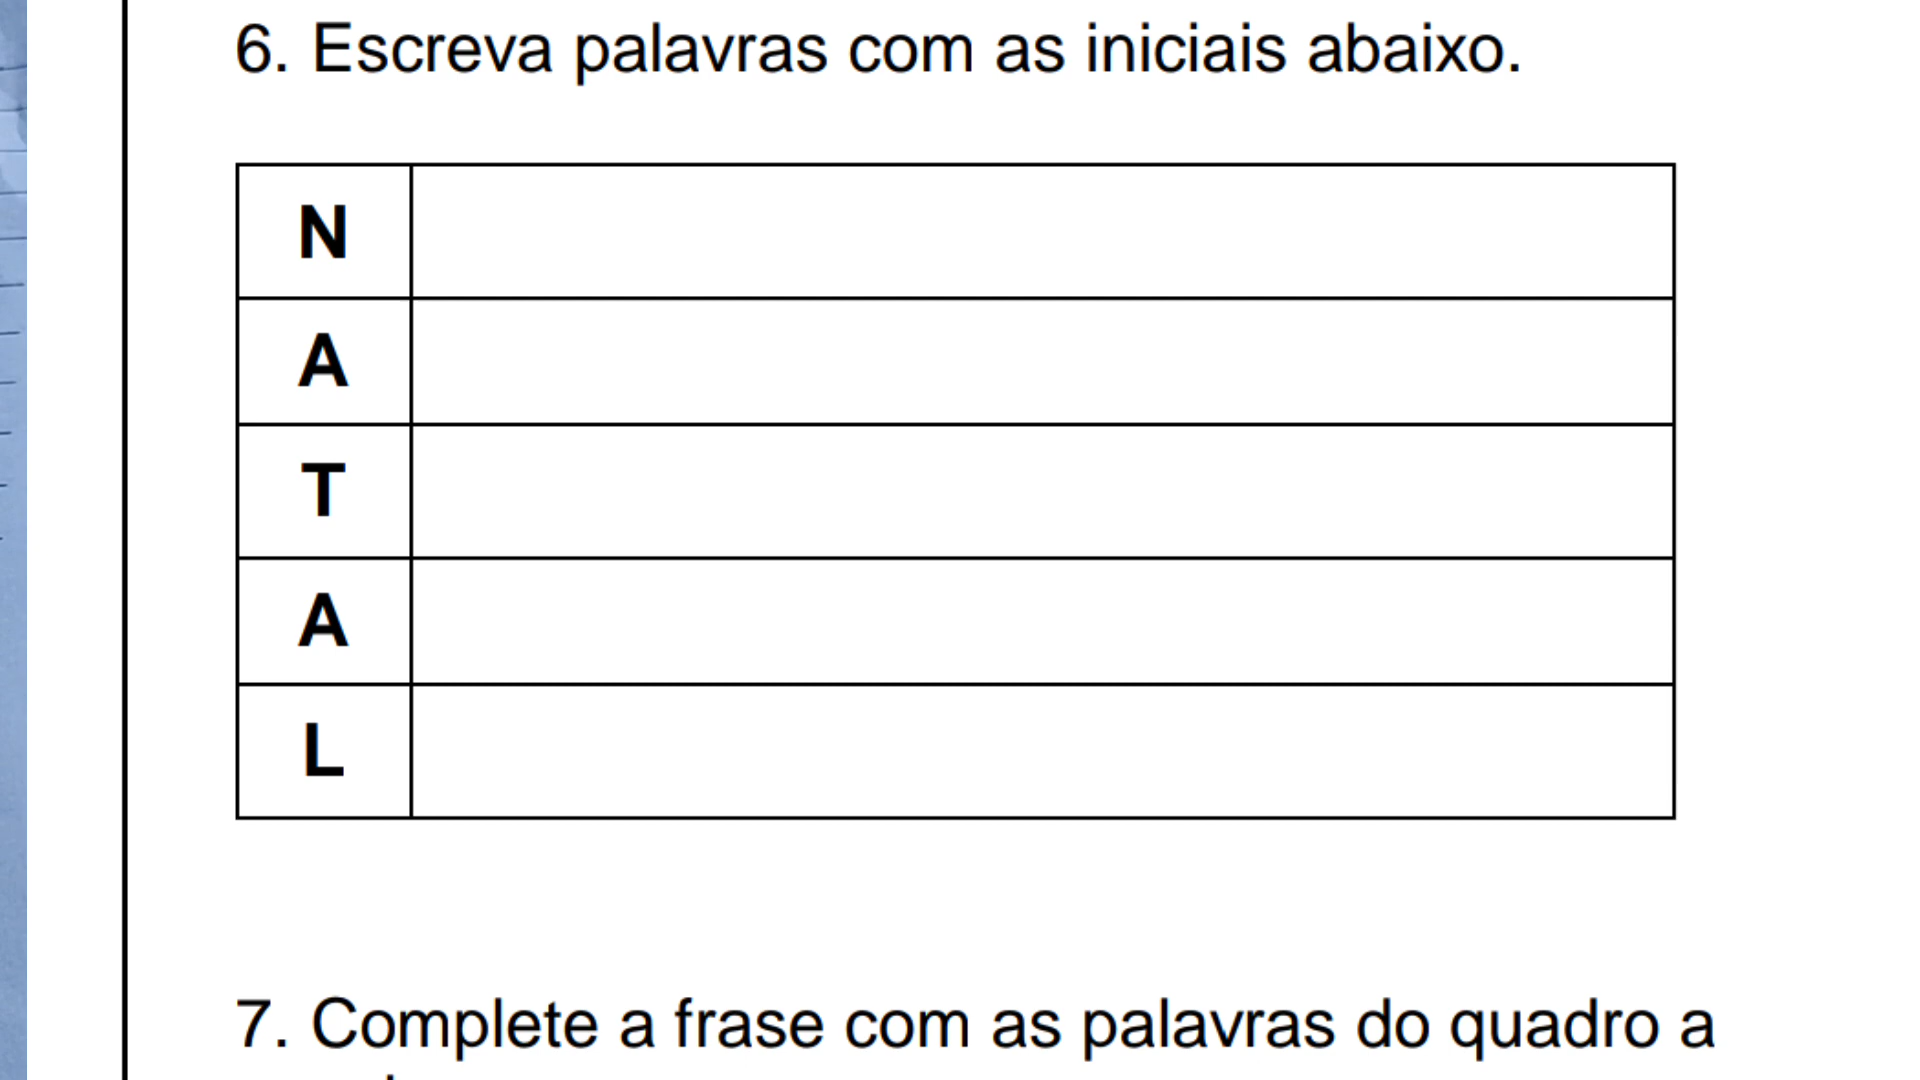 6. Escreva palavras com as iniciais abaixo.
N
A
T
A
L
7. Complete a frase com as palavras do quadro a